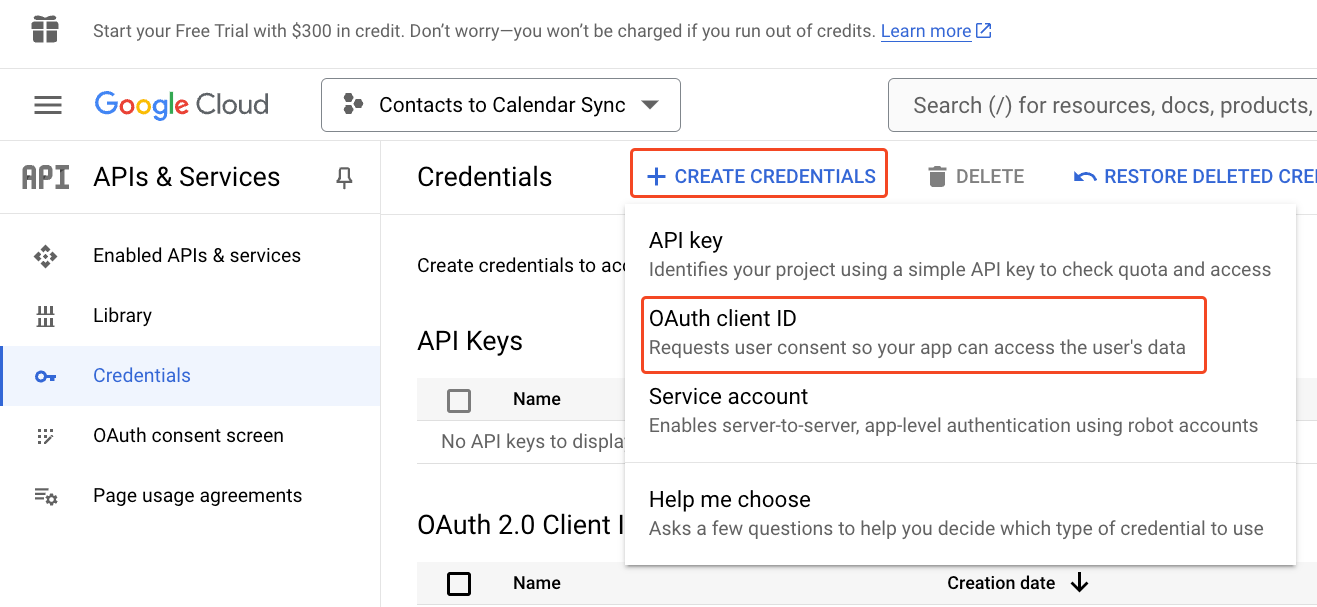 Start your Free Trial with $300 in credit. Don’t worry—you won’t be charged if you run out of credits. Learn more
Google Cloud
Contacts to Calendar Sync
Search (/) for resources, docs, products,
API
APIs & Services
Credentials
CREATE CREDENTIALS
DELETE
RESTORE DELETED CRE
Enabled APIs & services
Library
Credentials
OAuth consent screen
Page usage agreements
Create credentials to acc
API key
Identifies your project using a simple API key to check quota and access
OAuth client ID
Requests user consent so your app can access the user's data
Service account
Enables server-to-server, app-level authentication using robot accounts
Help me choose
Asks a few questions to help you decide which type of credential to use
API Keys
Name
No API keys to displa
OAuth 2.0 Client I
Name
Creation date